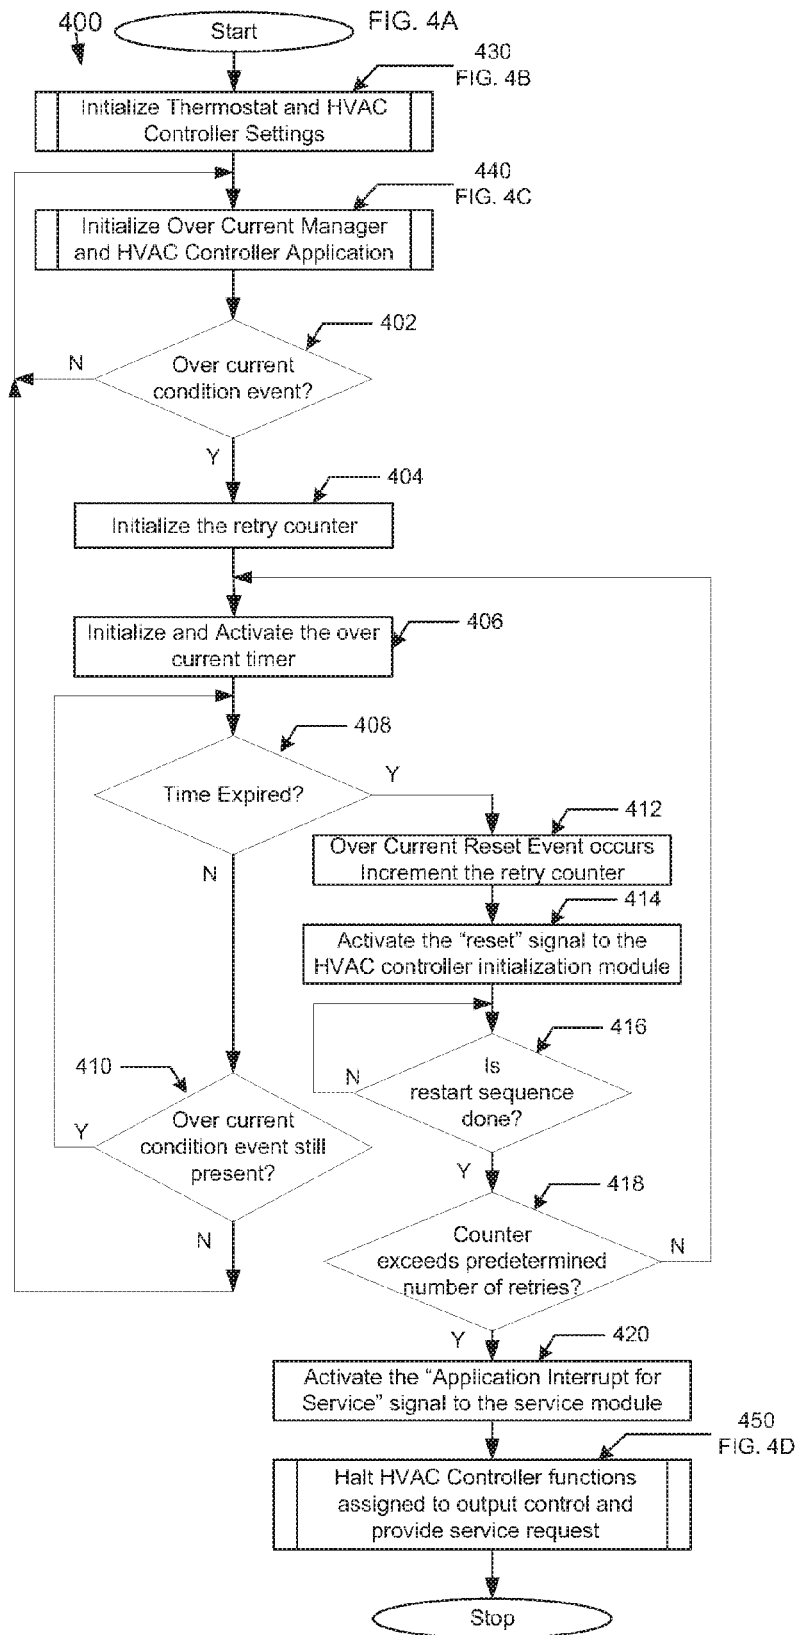 400
Start
FIG. 4A
430
FIG. 4B
Initialize Thermostat and HVAC
Controller Settings
440
FIG. 4C
Initialize Over Current Manager
and HVAC Controller Application
402
N
Over current
condition event?
Y
404
Initialize the retry counter
406
Initialize and Activate the over
current timer
408
Time Expired?
Y
N
412
Over Current Reset Event occurs
Increment the retry counter
414
Activate the "reset" signal to the
HVAC controller initialization module
416
Is
restart sequence
done?
N
Y
410
Over current
condition event still
present?
Y
N
418
Counter
exceeds predetermined
number of retries?
N
Y
420
Activate the "Application Interrupt for
Service" signal to the service module
450
FIG. 4D
Halt HVAC Controller functions
assigned to output control and
provide service request
Stop